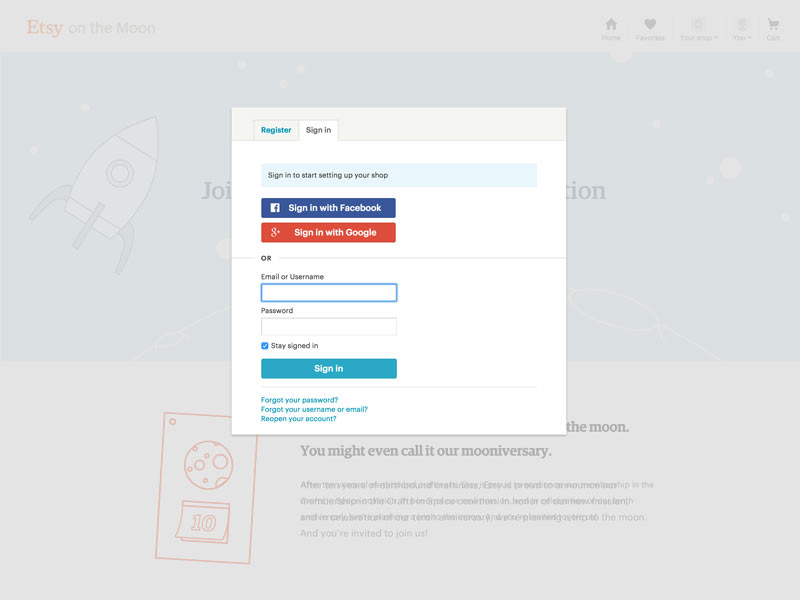 Etsy on the Moon
Home
Favorites
Your shop
You
Cart
Register
Sign in
Sign in to start setting up your shop
Joi
tion
Sign in with Facebook
Sign in with Google
OR
Email or Username
Password
Stay signed in
Sign in
Forgot your password?
Forgot your username or email?
Reopen your account?
the moon.
You might even call it our mooniversary.
10
And you're invited to join us!